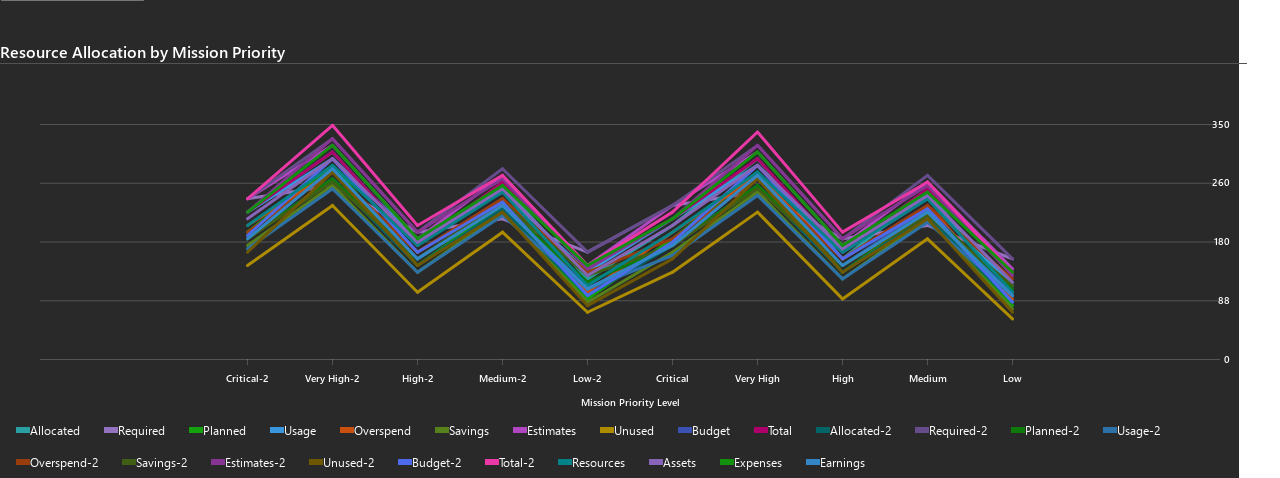 Resource Allocation by Mission Priority
350
260
180
88
0
Critical-2 Very High-2 High-2 Medium-2 Low-2 Critical Very High High Medium Low
Mission Priority Level
Allocated Required Planned Usage Overspend Savings Estimates Unused Budget Total Allocated-2 Required-2 Planned-2 Usage-2
Overspend-2 Savings-2 Estimates-2 Unused-2 Budget-2 Total-2 Resources Assets Expenses Earnings